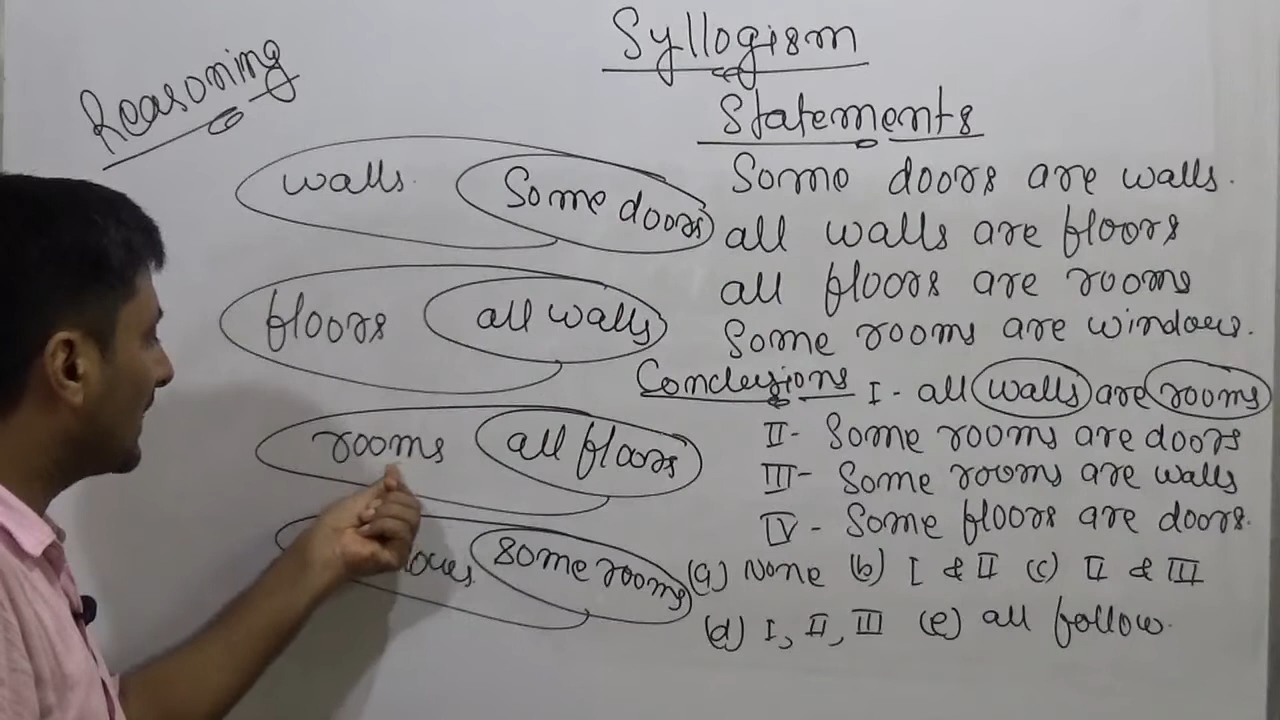 Reasoning
Syllogism
Statements
walls.
Some doors
Some doors are walls.
floors
all walls
all walls are floors
rooms
all floors
all floors are rooms
some rooms
Some rooms are windows.
Conclusions I - all walls are rooms
II - Some rooms are doors
III - Some rooms are walls
IV - Some floors are doors.
(a) None (b) I & II (c) II & III
(d) I, II, III (e) all follow.